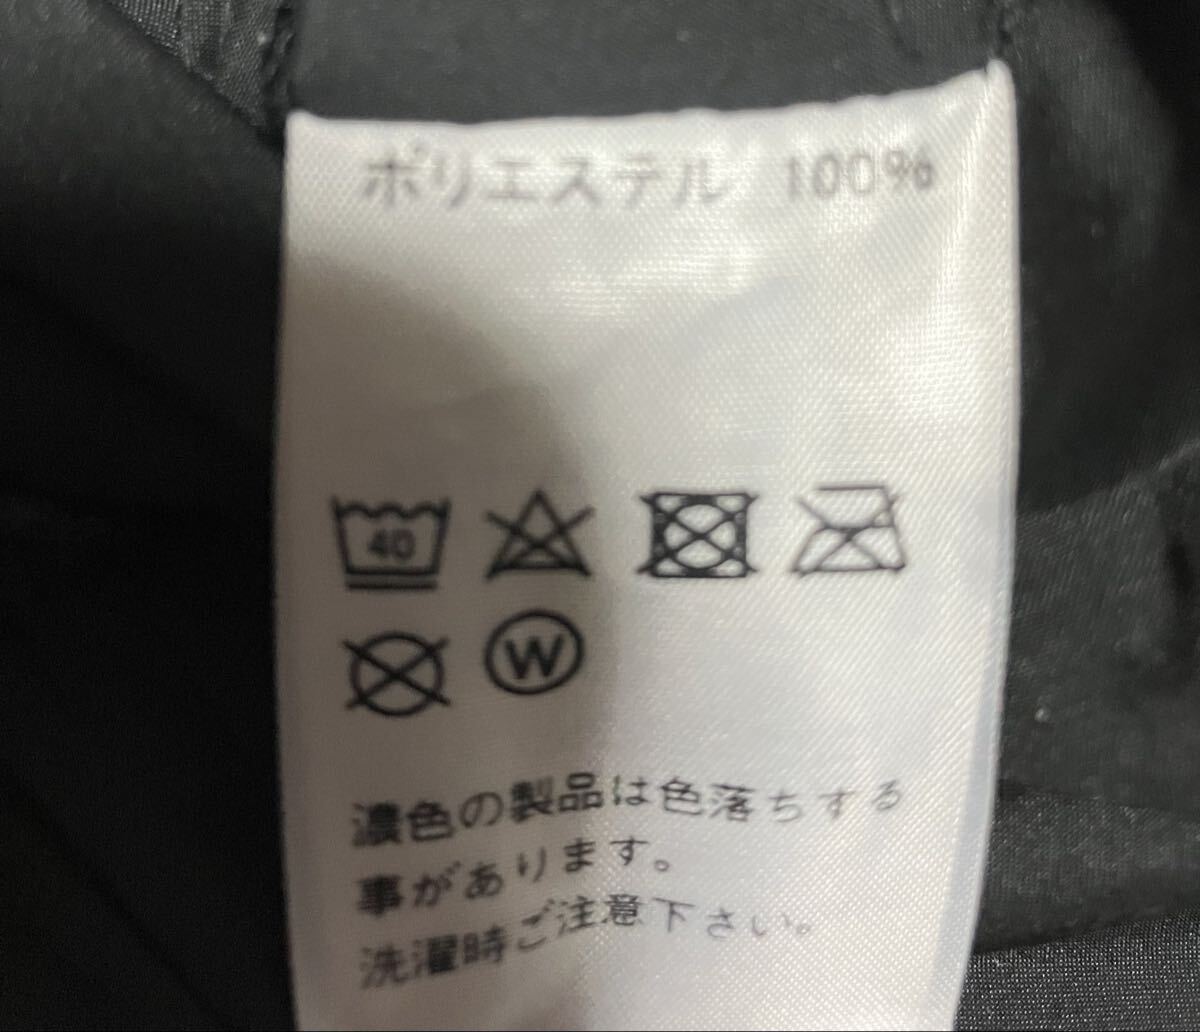 ポリエステル 100%
40
W
濃色の製品は色落ちする
事があります。
洗濯時ご注意下さい。